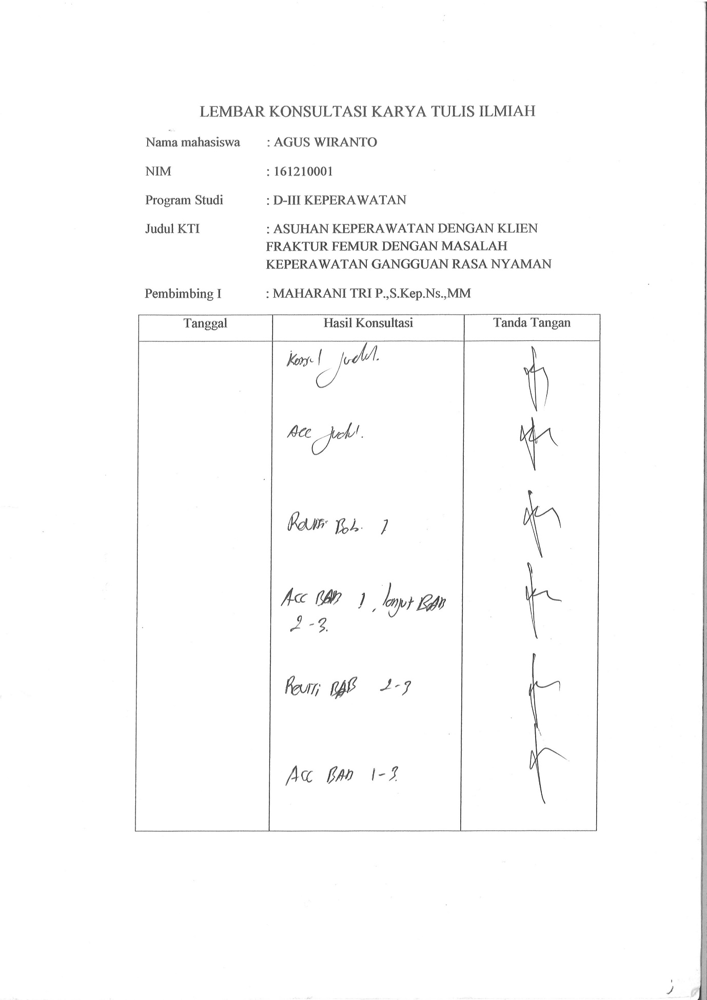 LEMBAR KONSULTASI KARYA TULIS ILMIAH
Nama mahasiswa : AGUS WIRANTO
NIM : 161210001
Program Studi : D-III KEPERAWATAN
Judul KTI : ASUHAN KEPERAWATAN DENGAN KLIEN
FRAKTUR FEMUR DENGAN MASALAH
KEPERAWATAN GANGGUAN RASA NYAMAN
Pembimbing I : MAHARANI TRI P.,S.Kep.Ns.,MM
Tanggal Hasil Konsultasi Tanda Tangan
Konsul judul.
Acc judul.
Revisi Bab. 1
Acc BAB 1, lanjut BAB
2-3.
Revisi BAB 2-3
Acc BAB 1-3.